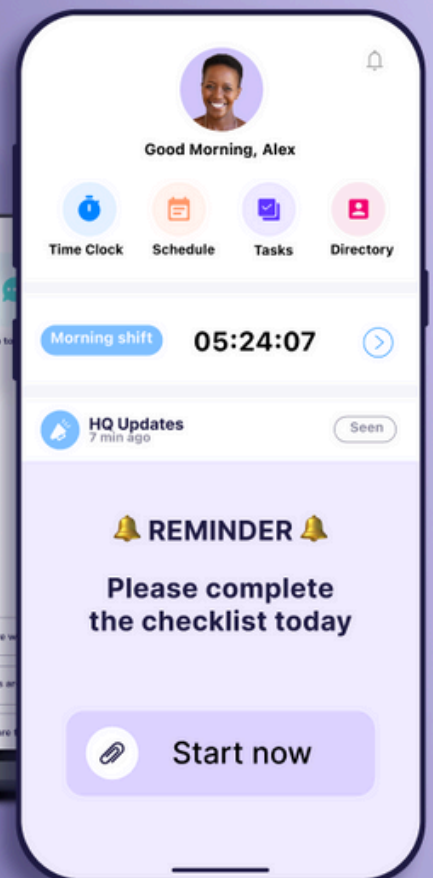 Good Morning, Alex
Time Clock Schedule Tasks Directory
Morning shift 05:24:07
HQ Updates
7 min ago
Seen
🔔 REMINDER 🔔
Please complete
the checklist today
Start now